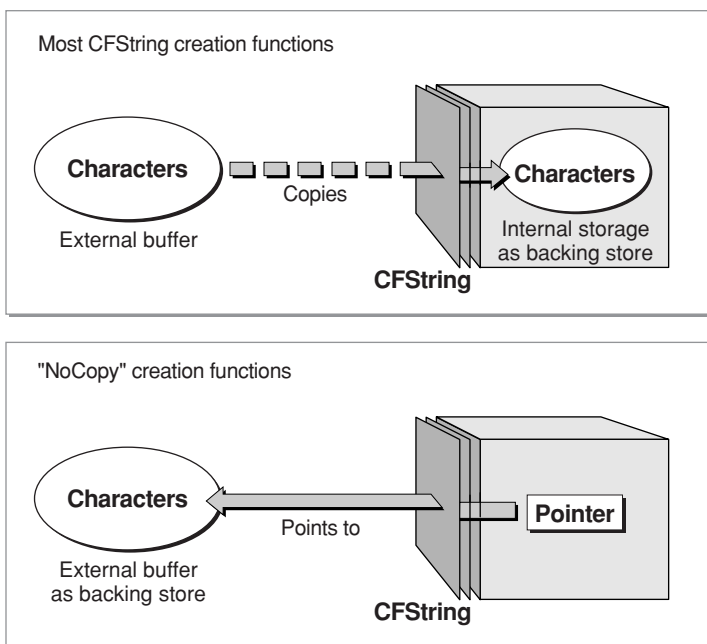 Most CFString creation functions
Characters
Copies
Characters
External buffer
Internal storage
as backing store
CFString
"NoCopy" creation functions
Characters
Points to
Pointer
External buffer
as backing store
CFString